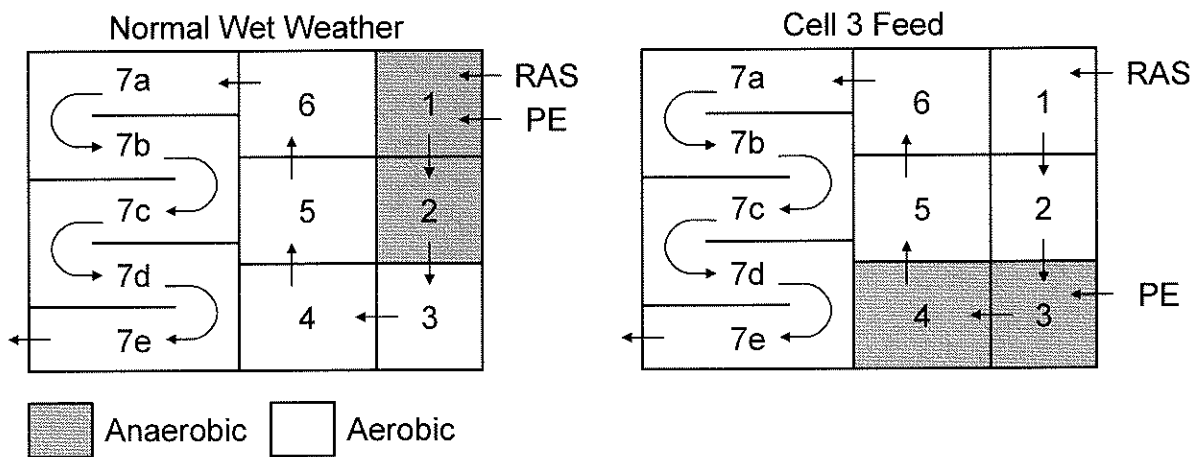 Normal Wet Weather
7a
6
1
RAS
PE
7b
7c
5
2
7d
4
3
7e
Cell 3 Feed
7a
6
1
RAS
7b
7c
5
2
7d
4
3
PE
7e
Anaerobic
Aerobic